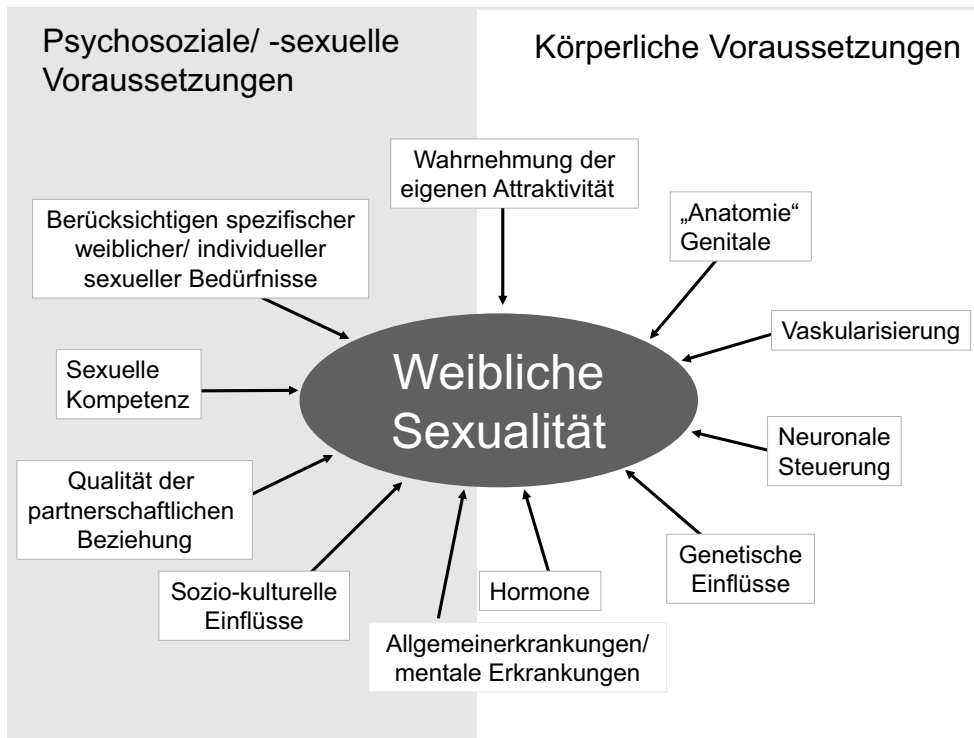 Psychosoziale/ -sexuelle
Voraussetzungen
Körperliche Voraussetzungen
Wahrnehmung der
eigenen Attraktivität
Berücksichtigen spezifischer
weiblicher/ individueller
sexueller Bedürfnisse
„Anatomie“
Genitale
Vaskularisierung
Weibliche
Sexualität
Sexuelle
Kompetenz
Neuronale
Steuerung
Qualität der
partnerschaftlichen
Beziehung
Genetische
Einflüsse
Sozio-kulturelle
Einflüsse
Hormone
Allgemeinerkrankungen/
mentale Erkrankungen